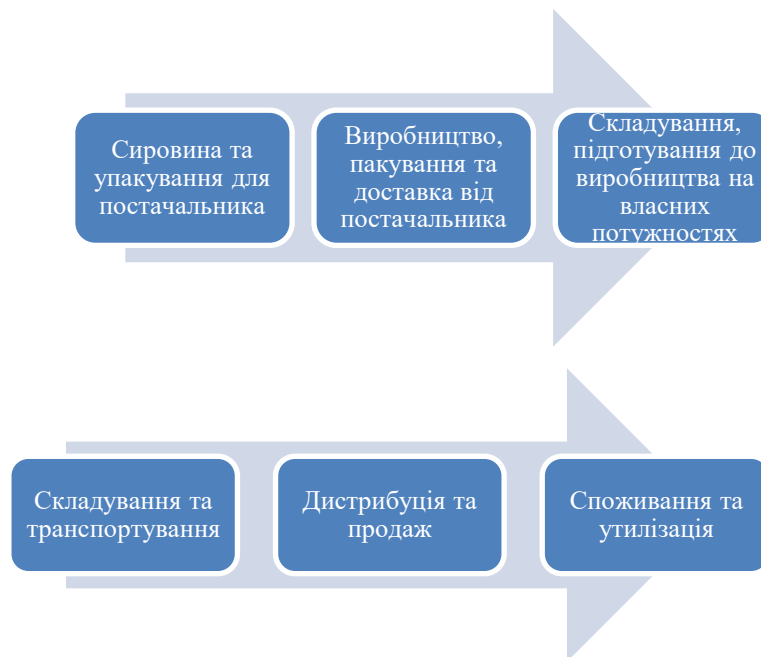 Сировина та
упакування для
постачальника
Виробництво,
пакування та
доставка від
постачальника
Складування,
підготування до
виробництва на
власних
потужностях
Складування та
транспортування
Дистрибуція та
продаж
Споживання та
утилізація